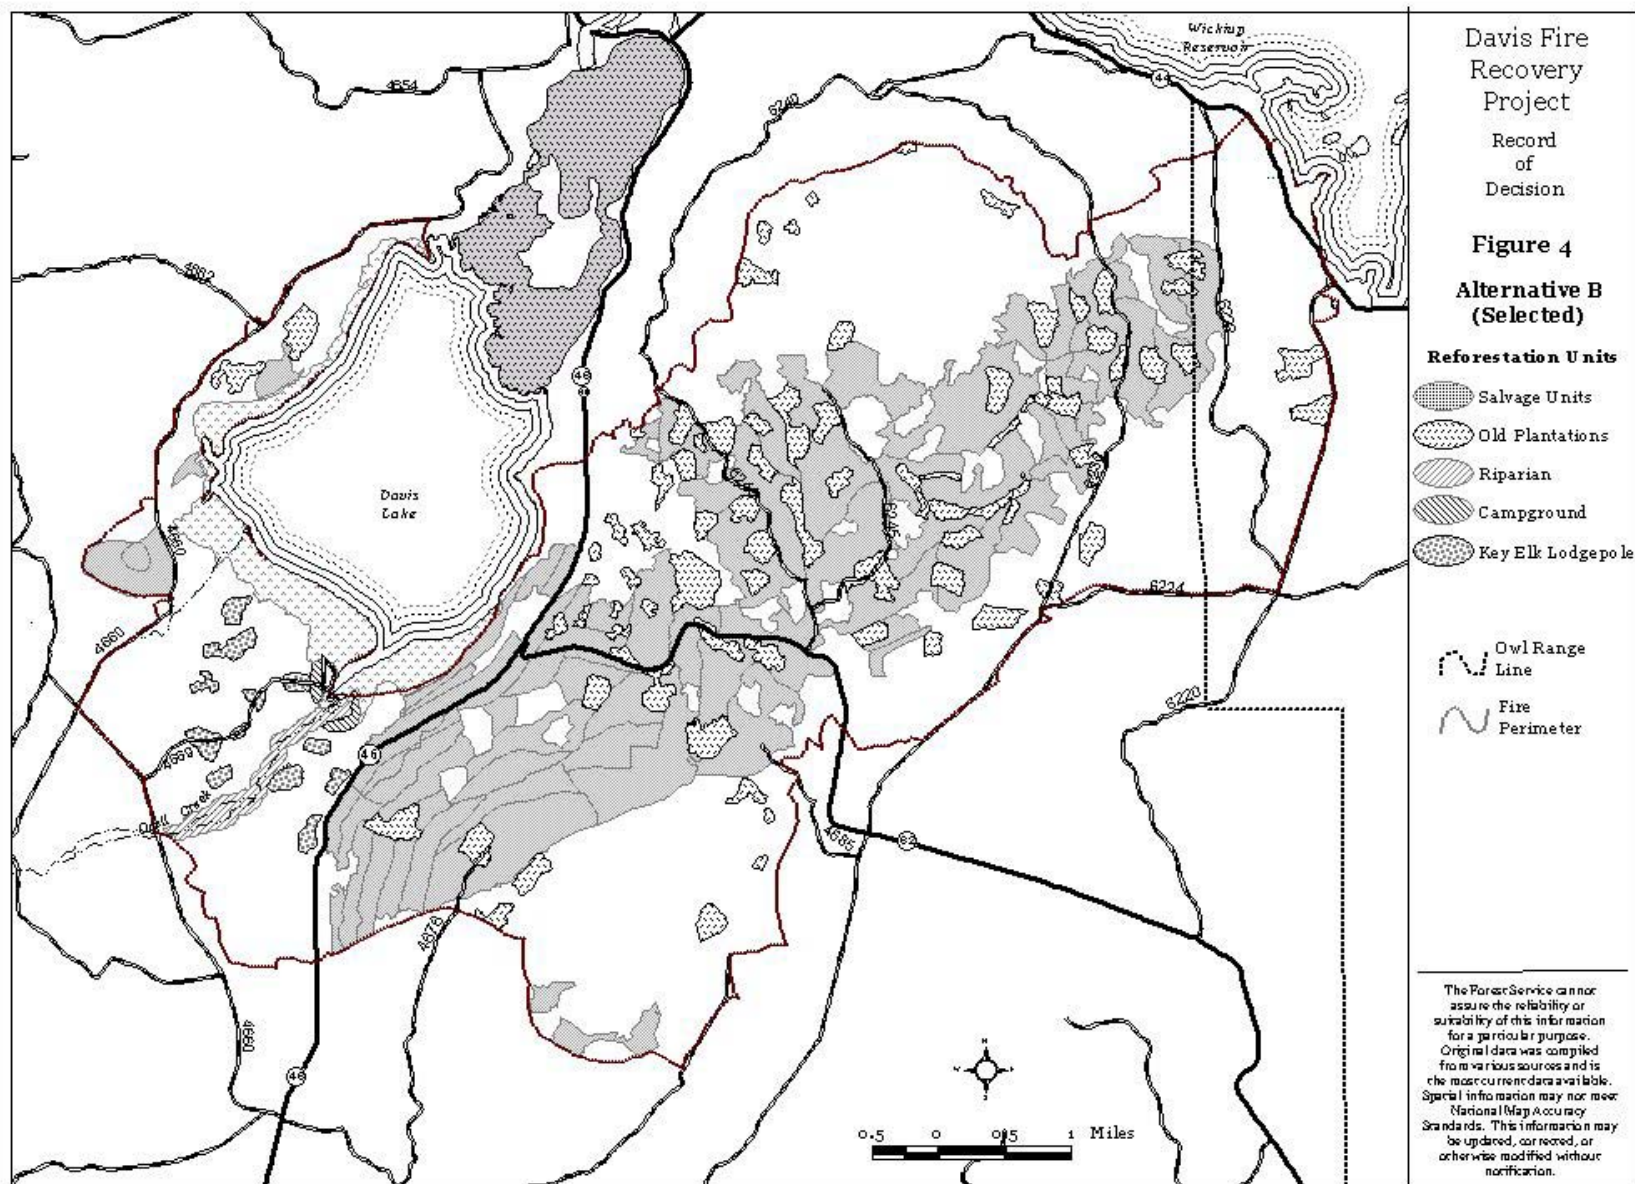 Wickiup
Reservoir
44
4654
6240
4662
46
Davis
Lake
6240
4660
6224
4660
6220
4669
46
Odell Creek
4685
62
4678
4660
46
N
W
E
S
0.5 0 0.5 1 Miles
Davis Fire
Recovery
Project
Record
of
Decision
Figure 4
Alternative B
(Selected)
Reforestation Units
Salvage Units
Old Plantations
Riparian
Campground
Key Elk Lodgepole
Owl Range
Line
Fire
Perimeter
The Forest Service cannot
assure the reliability or
suitability of this information
for a particular purpose.
Original data was compiled
from various sources and is
the most current data available.
Spatial information may not meet
National Map Accuracy
Standards. This information may
be updated, corrected, or
otherwise modified without
notification.